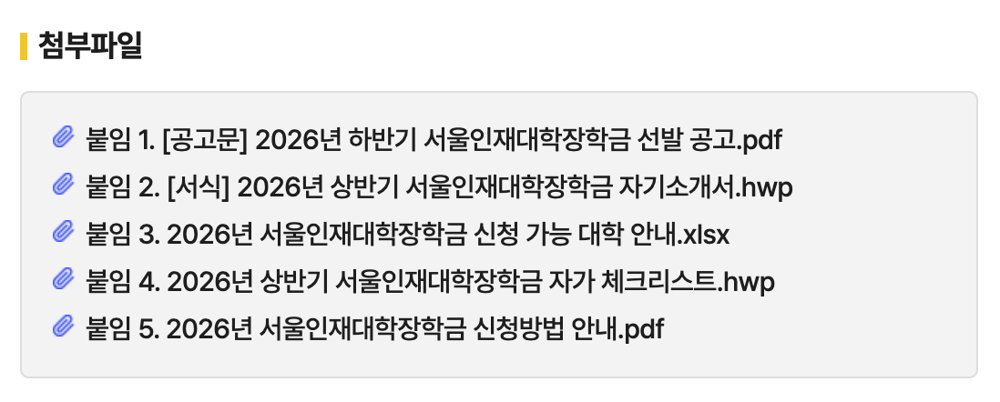 첨부파일
붙임 1. [공고문] 2026년 하반기 서울인재대학장학금 선발 공고.pdf
붙임 2. [서식] 2026년 상반기 서울인재대학장학금 자기소개서.hwp
붙임 3. 2026년 서울인재대학장학금 신청 가능 대학 안내.xlsx
붙임 4. 2026년 상반기 서울인재대학장학금 자가 체크리스트.hwp
붙임 5. 2026년 서울인재대학장학금 신청방법 안내.pdf